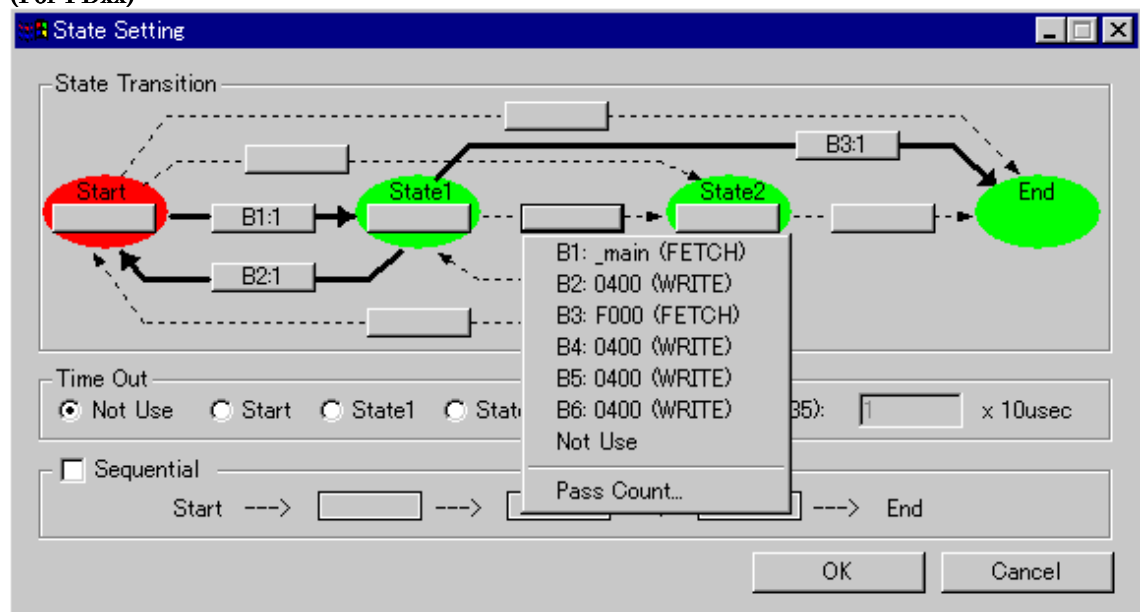 State Setting
State Transition
B3:1
Start
State1
State2
End
B1:1
B2:1
B1: _main (FETCH)
B2: 0400 (WRITE)
B3: F000 (FETCH)
B4: 0400 (WRITE)
B5: 0400 (WRITE)
B6: 0400 (WRITE)
Not Use
Pass Count...
Time Out
Not Use Start State1 35): 1 x 10usec
Sequential
Start ---> ---> ---> End
OK Cancel